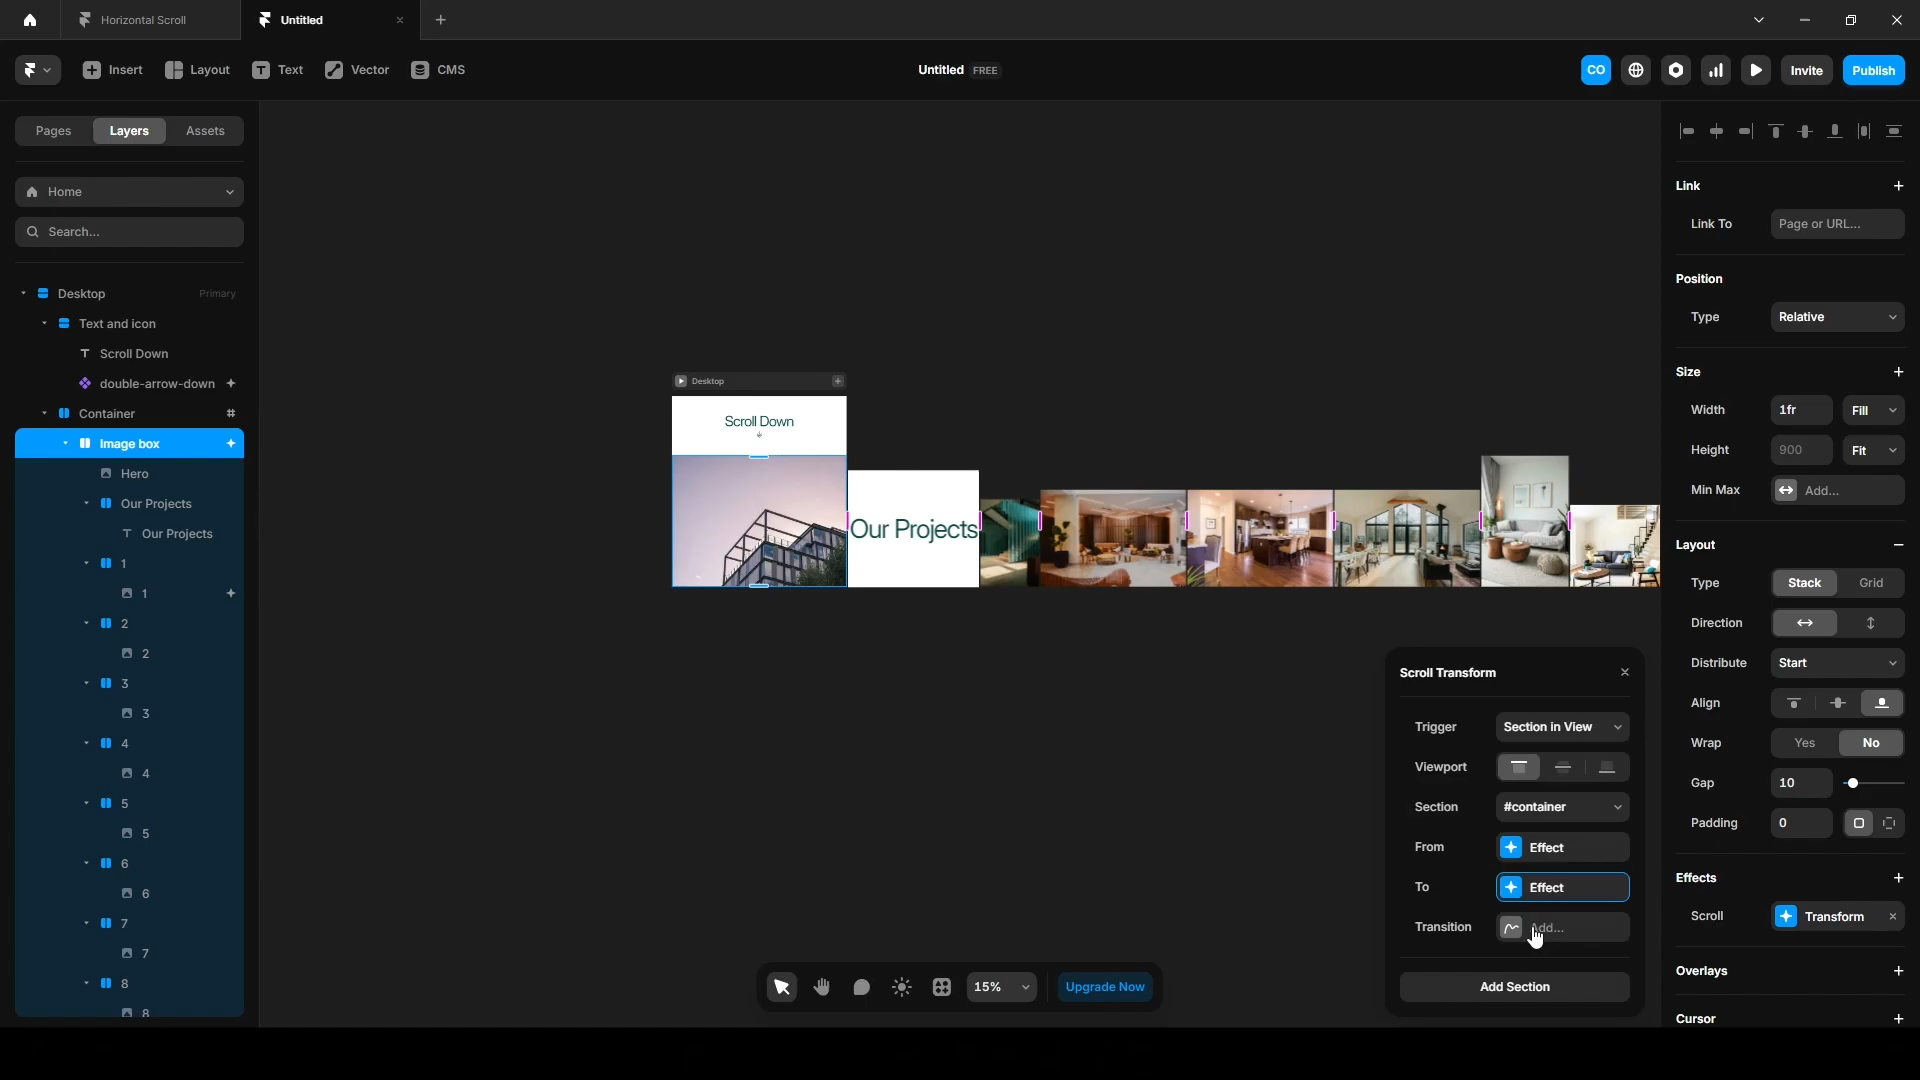 Horizontal Scroll
Untitled
Insert
Layout
Text
Vector
CMS
Untitled FREE
CO
Invite
Publish
Pages
Layers
Assets
Home
Search...
Desktop Primary
Text and icon
Scroll Down
double-arrow-down
Container
Image box
Hero
Our Projects
Our Projects
1
1
2
2
3
3
4
4
5
5
6
6
7
7
8
8
Desktop
Scroll Down
Our Projects
Scroll Transform
Trigger Section in View
Viewport
Section #container
From Effect
To Effect
Transition Add...
Add Section
15%
Upgrade Now
Link
Link To Page or URL...
Position
Type Relative
Size
Width 1fr Fill
Height 900 Fit
Min Max Add...
Layout
Type Stack Grid
Direction
Distribute Start
Align
Wrap Yes No
Gap 10
Padding 0
Effects
Scroll Transform
Overlays
Cursor